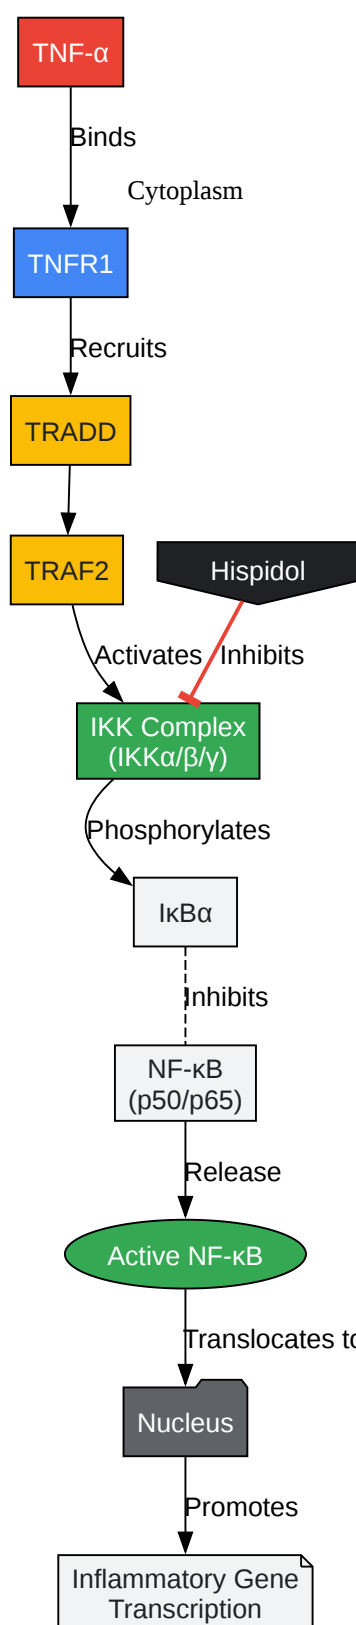 TNF-α
Binds
Cytoplasm
TNFR1
Recruits
TRADD
TRAF2
Hispidol
Activates
Inhibits
IKK Complex
(IKKα/β/γ)
Phosphorylates
IκBα
Inhibits
NF-κB
(p50/p65)
Release
Active NF-κB
Translocates to
Nucleus
Promotes
Inflammatory Gene
Transcription